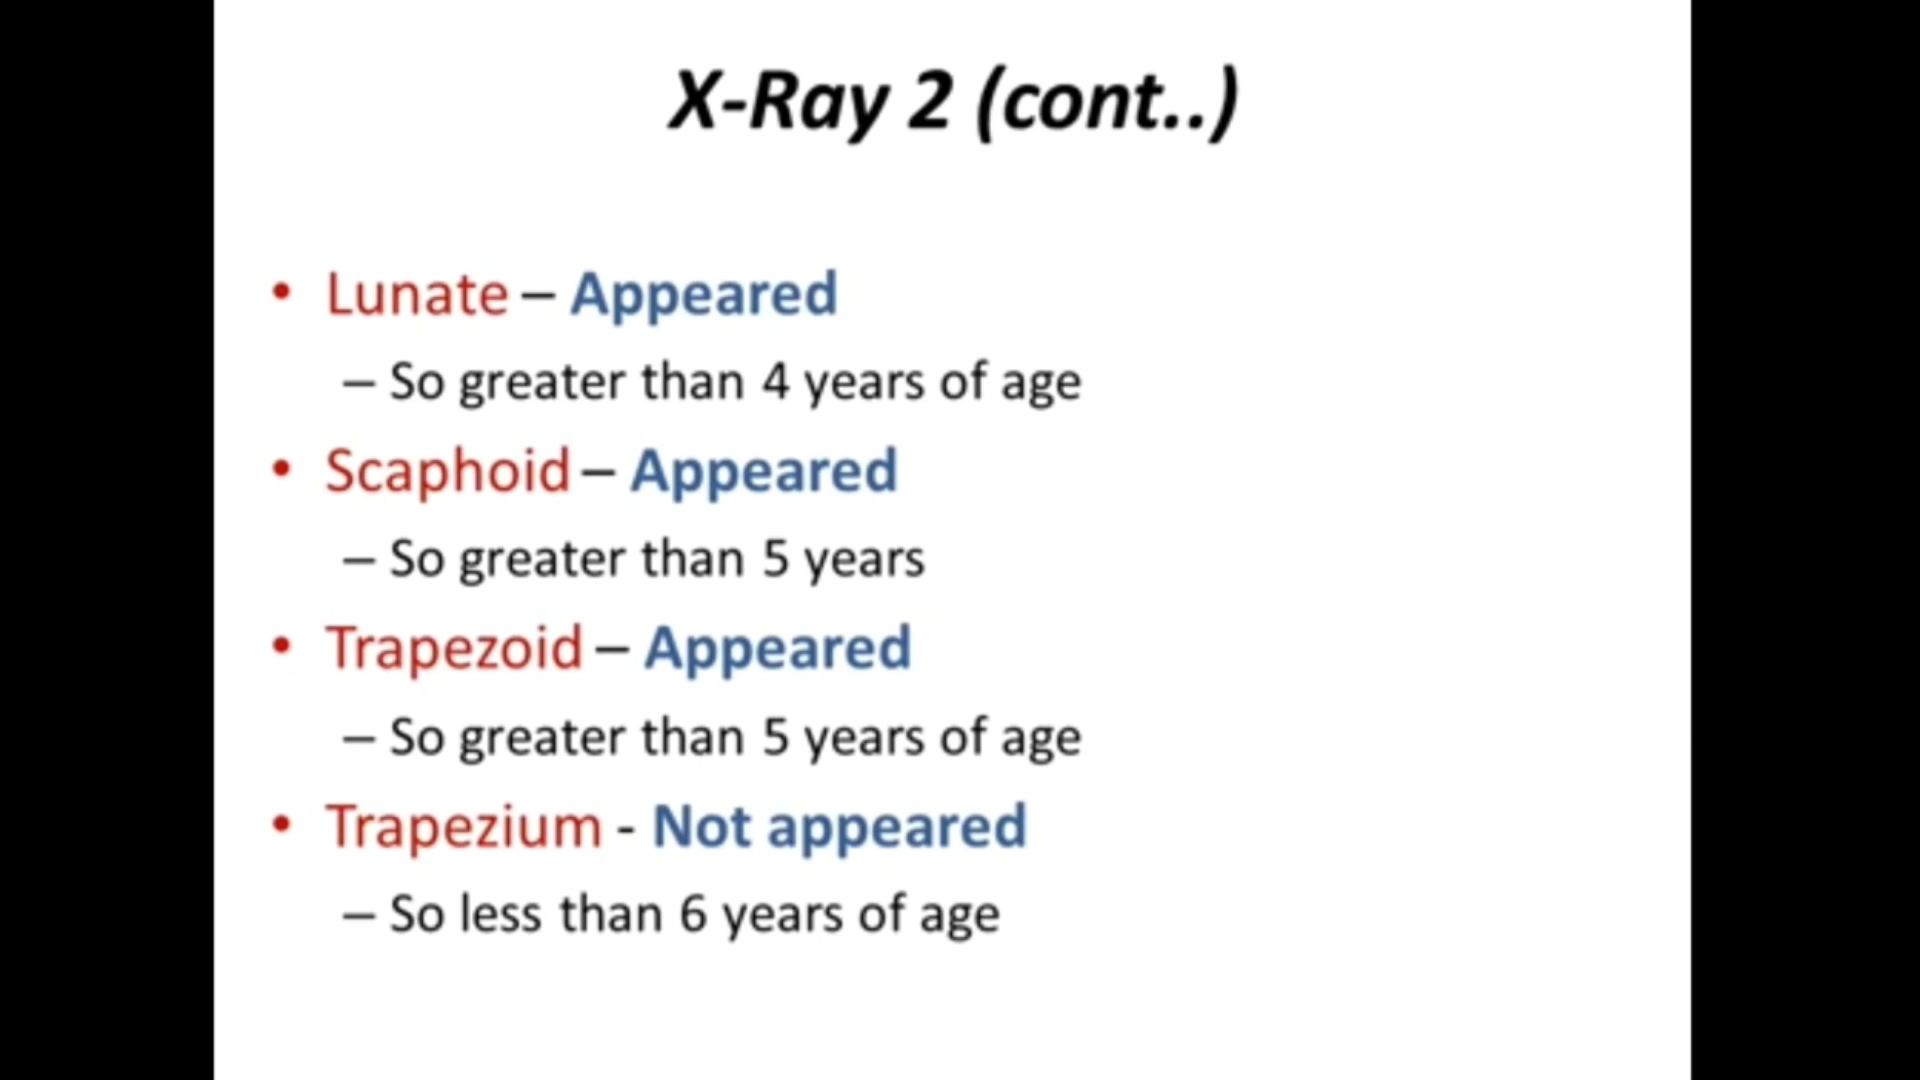 X-Ray 2 (cont..)
• Lunate – Appeared
– So greater than 4 years of age
• Scaphoid – Appeared
– So greater than 5 years
• Trapezoid – Appeared
– So greater than 5 years of age
• Trapezium - Not appeared
– So less than 6 years of age